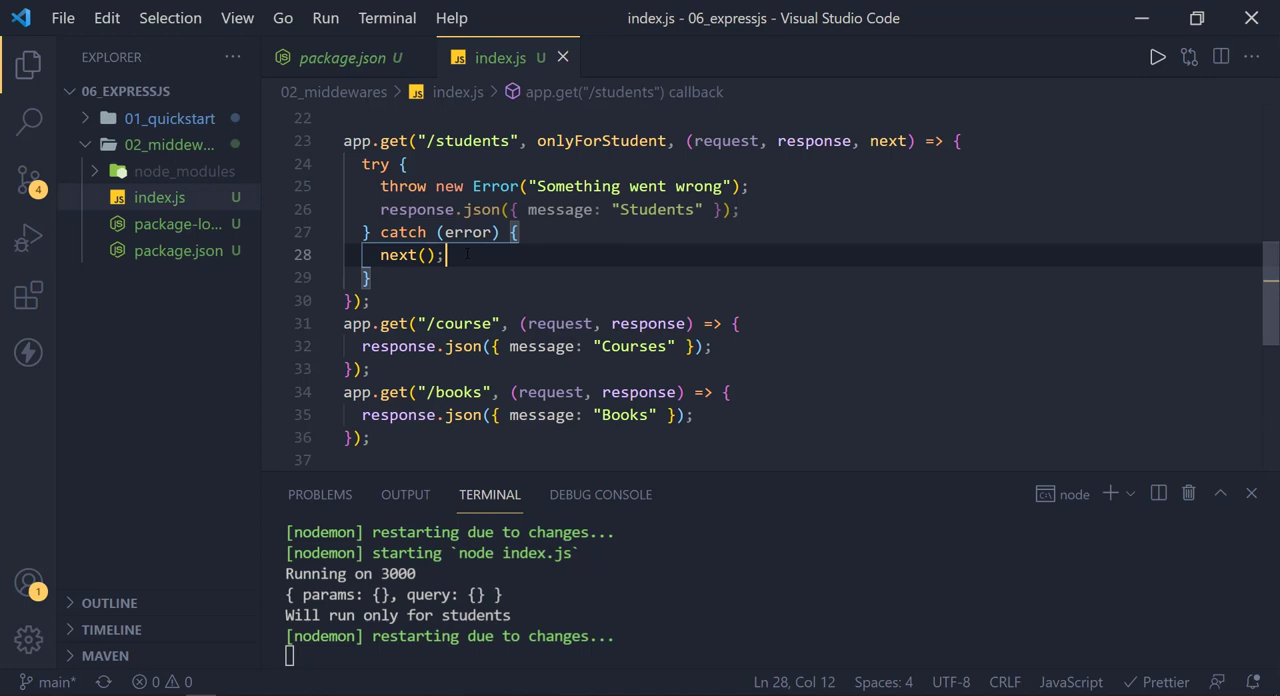 File Edit Selection View Go Run Terminal Help index.js - 06_expressjs - Visual Studio Code
EXPLORER
06_EXPRESSJS
01_quickstart
02_middew...
node_modules
index.js U
package-lo... U
package.json U
OUTLINE
TIMELINE
MAVEN
4
1
package.json U
index.js U
02_middewares > index.js > app.get("/students") callback
22
23 app.get("/students", onlyForStudent, (request, response, next) => {
24 try {
25 throw new Error("Something went wrong");
26 response.json({ message: "Students" });
27 } catch (error) {
28 next();
29 }
30 });
31 app.get("/course", (request, response) => {
32 response.json({ message: "Courses" });
33 });
34 app.get("/books", (request, response) => {
35 response.json({ message: "Books" });
36 });
37
PROBLEMS OUTPUT TERMINAL DEBUG CONSOLE node
[nodemon] restarting due to changes...
[nodemon] starting `node index.js`
Running on 3000
{ params: {}, query: {} }
Will run only for students
[nodemon] restarting due to changes...
main* 0 0 Ln 28, Col 12 Spaces: 4 UTF-8 CRLF JavaScript Prettier